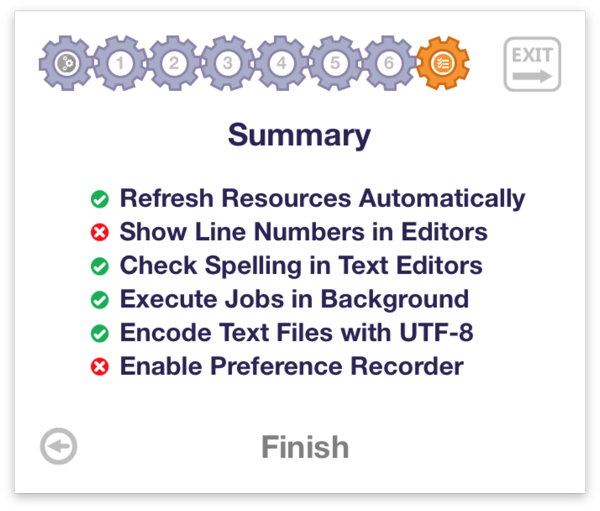 1 2 3 4 5 6 EXIT
Summary
Refresh Resources Automatically
Show Line Numbers in Editors
Check Spelling in Text Editors
Execute Jobs in Background
Encode Text Files with UTF-8
Enable Preference Recorder
Finish